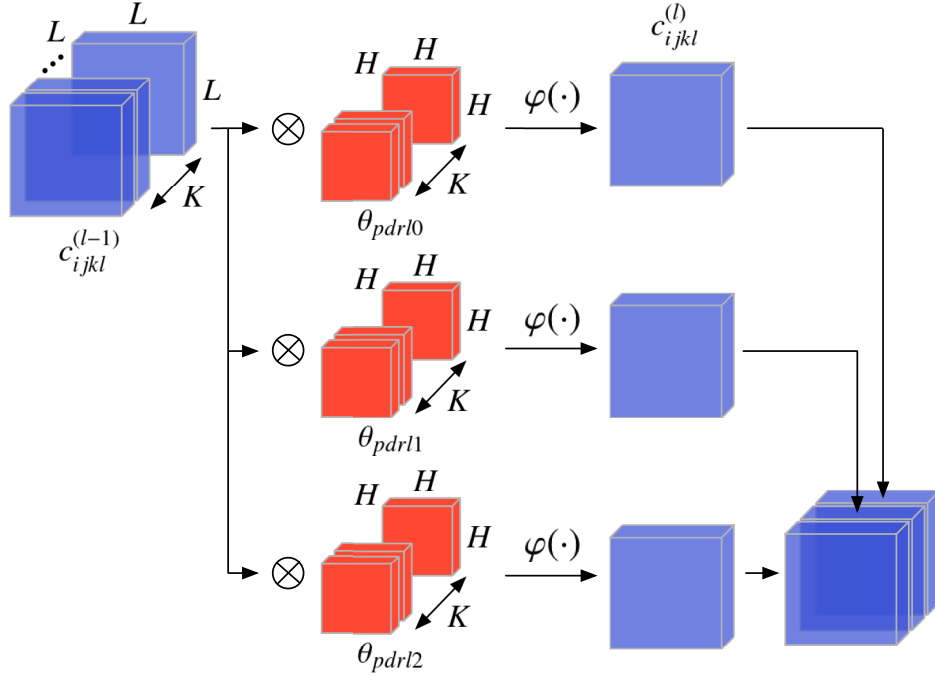 L
L
L
K
c_{ijkl}^{(l-1)}
⊗
H
H
H
K
θ_{pdrl0}
φ(·)
c_{ijkl}^{(l)}
⊗
H
H
H
K
θ_{pdrl1}
φ(·)
⊗
H
H
H
K
θ_{pdrl2}
φ(·)